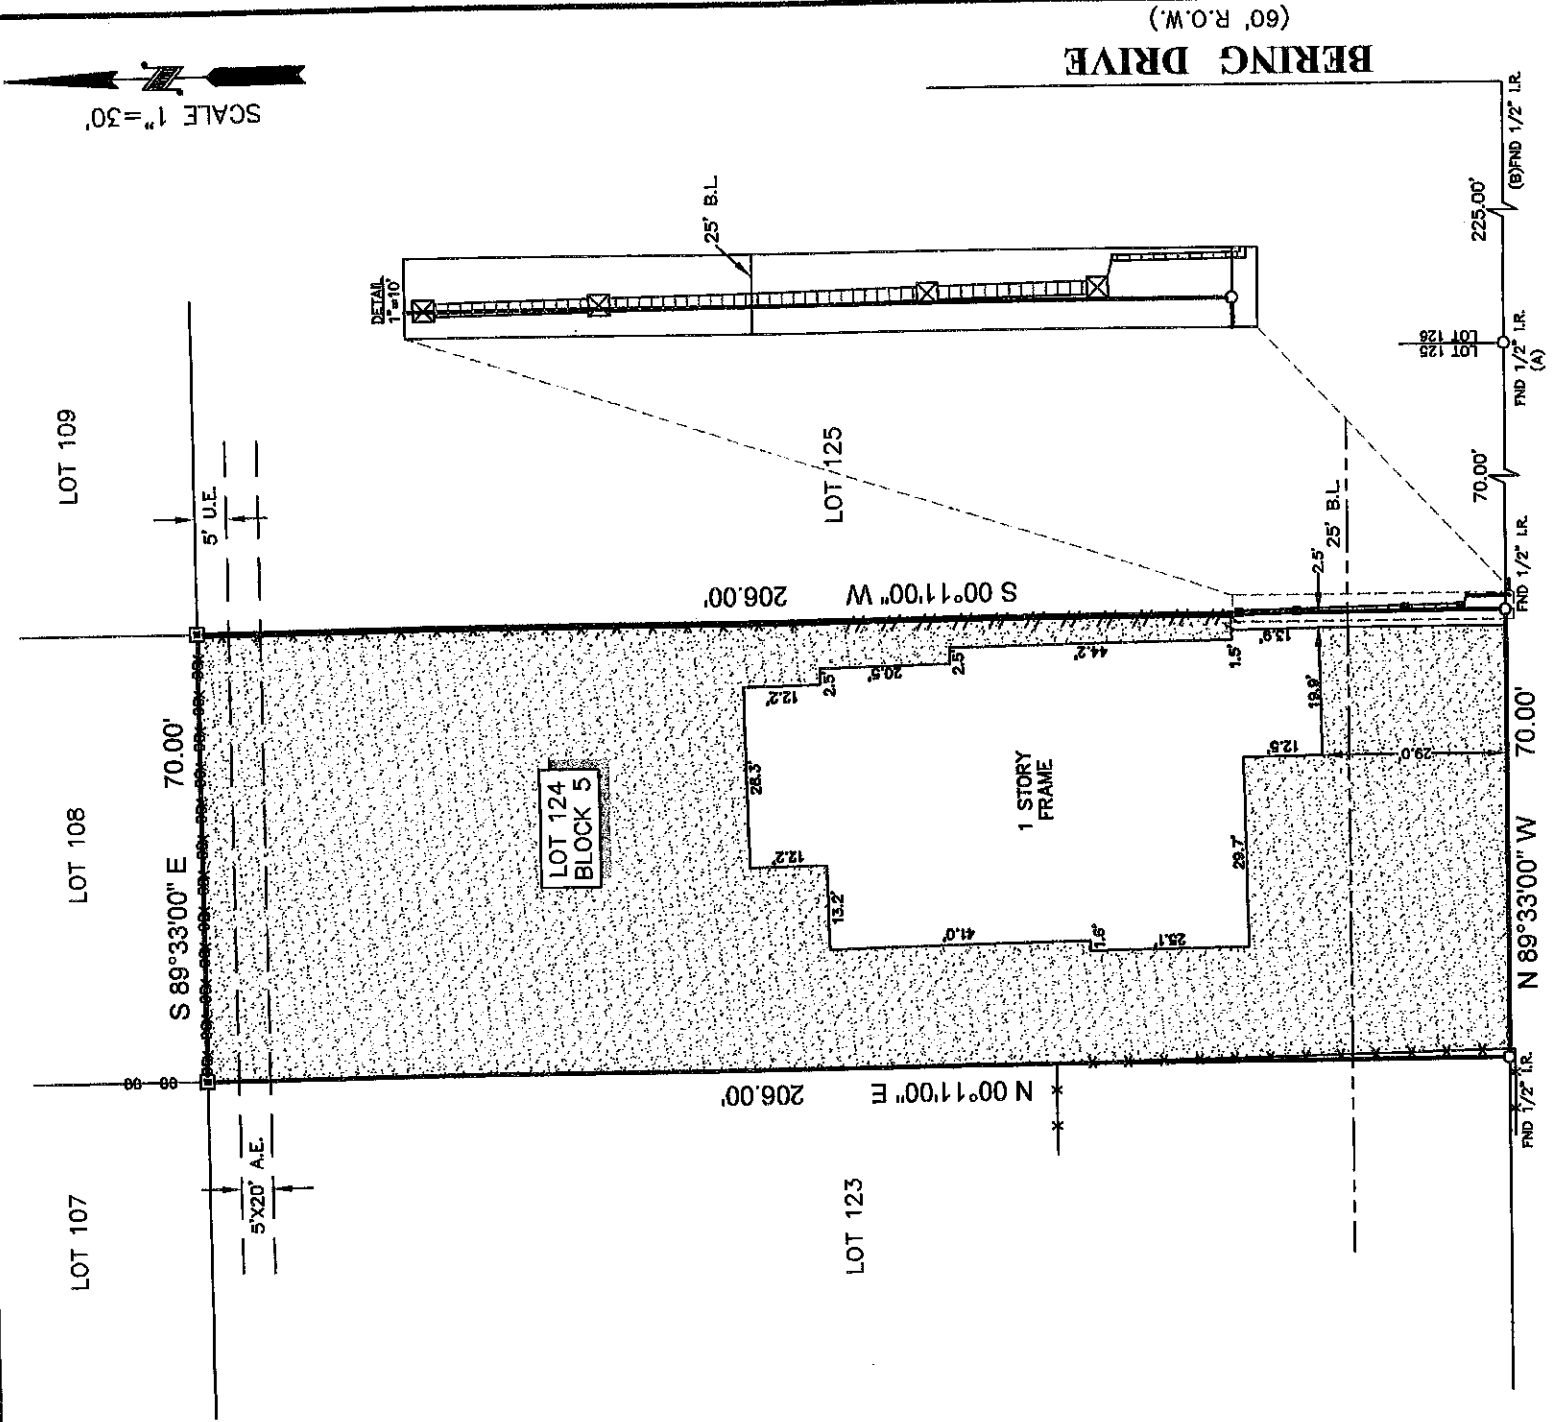 (60' R.O.W.)
BERING DRIVE
SCALE 1"=30'
(B)FND 1/2" I.R.
225.00'
25' B.L.
DETAIL
1"=10'
LOT 126
LOT 125
FND 1/2" I.R.
(A)
LOT 109
LOT 125
70.00'
5' U.E.
25' B.L.
FND 1/2" I.R.
2.5'
S 00°11'00" W 206.00'
13.9'
1.5'
44.2'
2.5'
20.5'
2.5'
12.2'
19.9'
S 89°33'00" E 70.00'
28.3'
12.5'
29.0'
N 89°33'00" W 70.00'
LOT 108
LOT 124
BLOCK 5
1 STORY
FRAME
12.2'
13.2'
29.7'
41.0'
1.6'
25.1'
N 00°11'00" E 206.00'
FND 1/2" I.R.
5'X20' A.E.
LOT 107
LOT 123